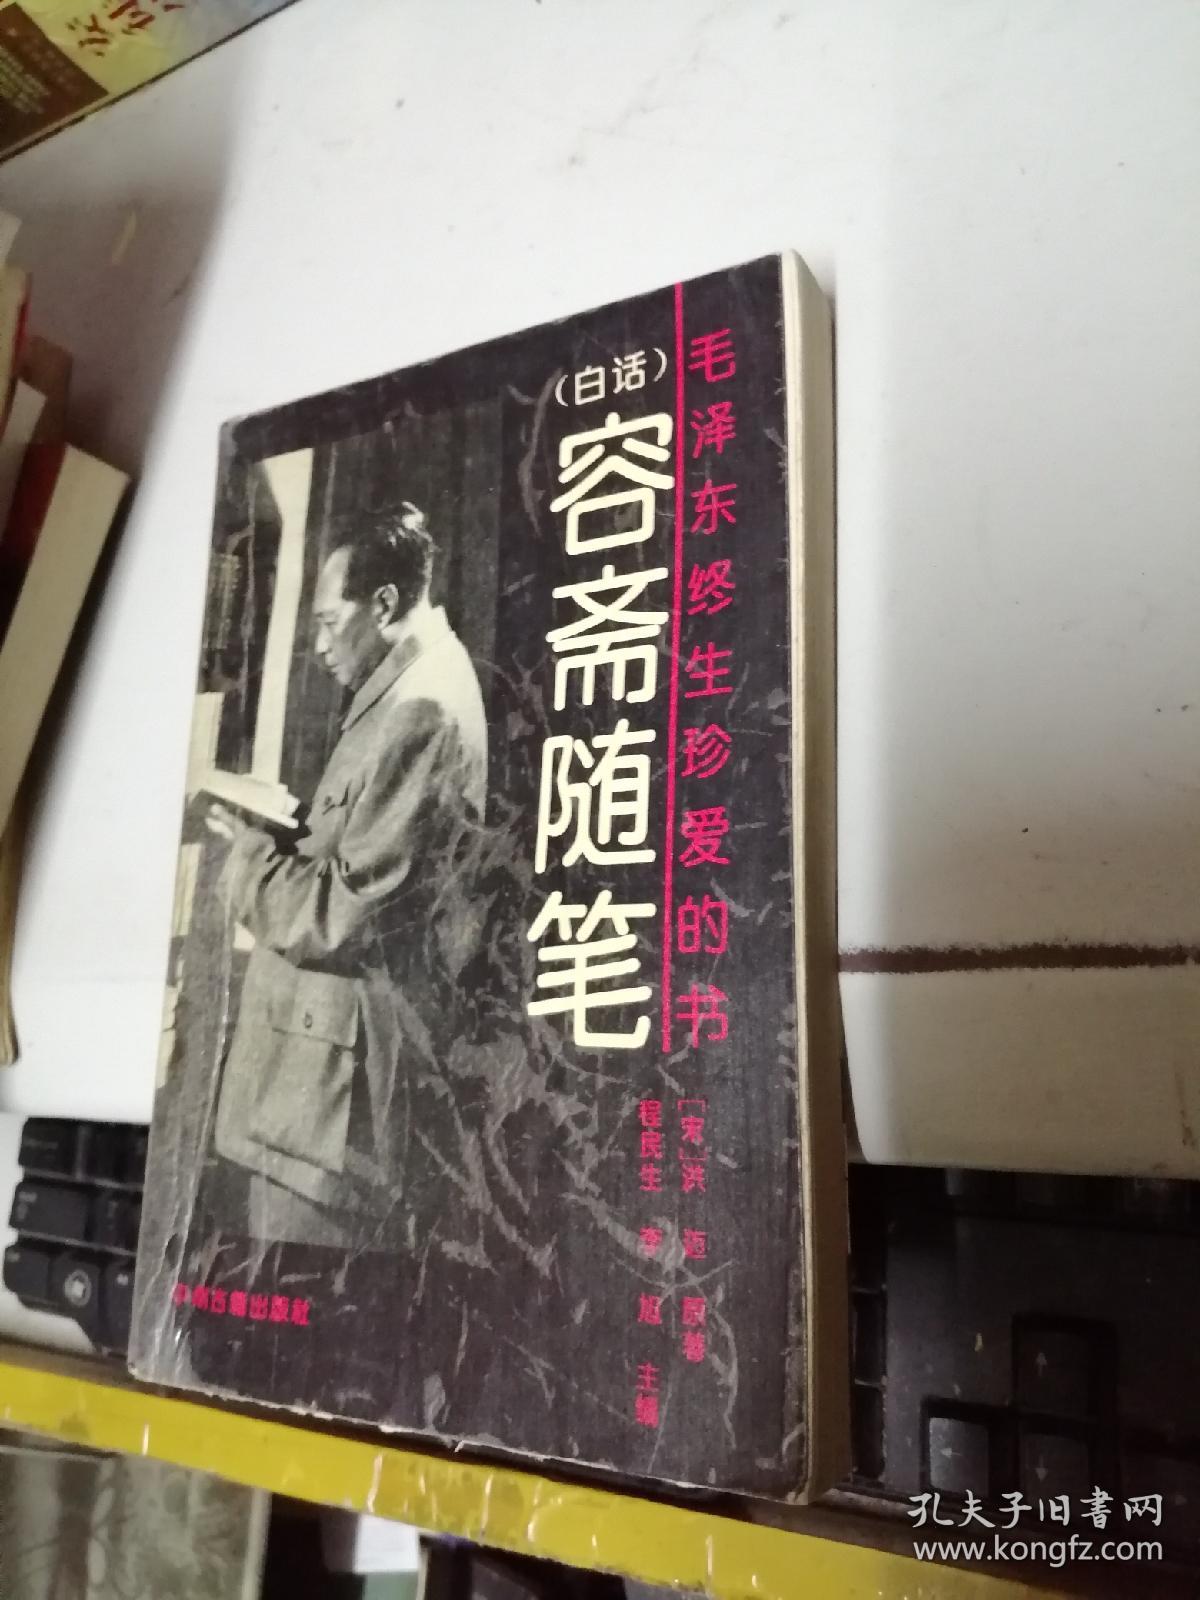 毛泽东终生珍爱的书
（白话）
容斋随笔
［宋］洪迈 原著
程民生 李旭 主编
中州古籍出版社
孔夫子旧書网
www.kongfz.com